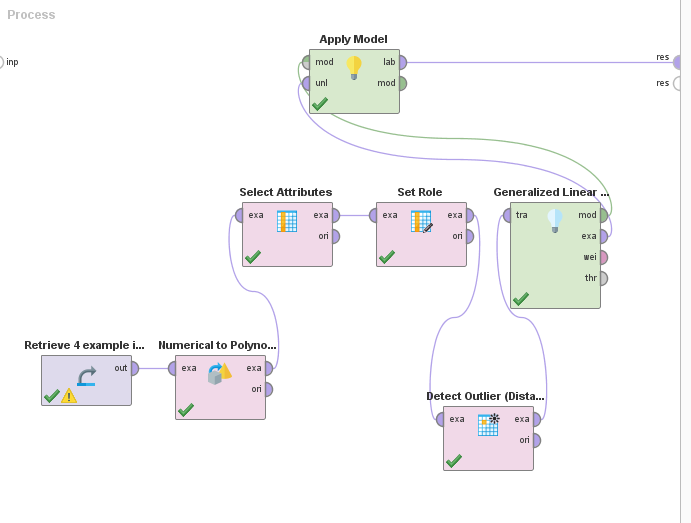 Process
Apply Model
inp
mod lab res
unl mod res
Select Attributes Set Role Generalized Linear ...
exa exa exa exa tra mod
ori ori exa
wei
thr
Retrieve 4 example i... Numerical to Polyno...
out exa exa
ori
Detect Outlier (Dista...
exa exa
ori